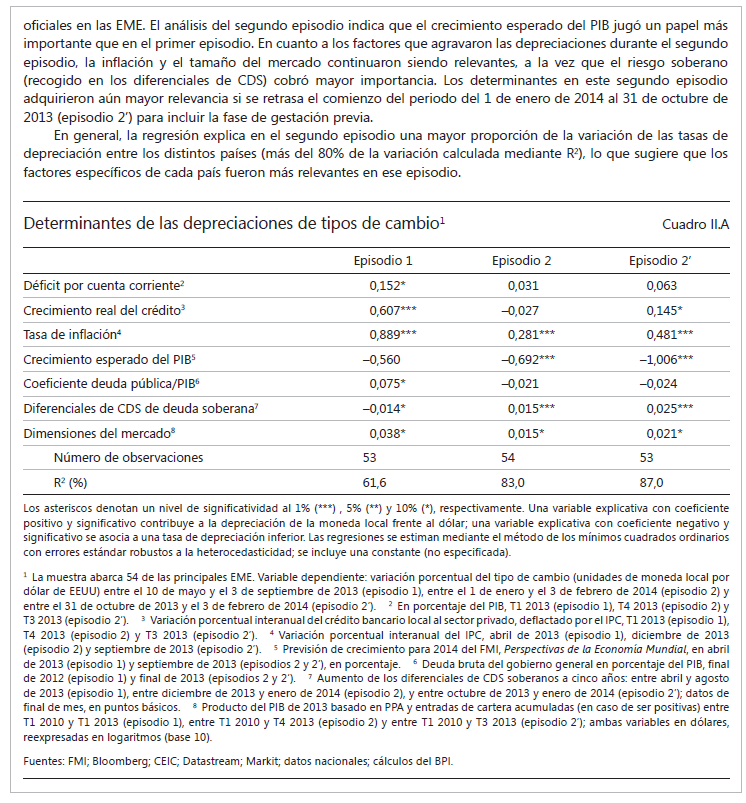 oficiales en las EME. El análisis del segundo episodio indica que el crecimiento esperado del PIB jugó un papel más
importante que en el primer episodio. En cuanto a los factores que agravaron las depreciaciones durante el segundo
episodio, la inflación y el tamaño del mercado continuaron siendo relevantes, a la vez que el riesgo soberano
(recogido en los diferenciales de CDS) cobró mayor importancia. Los determinantes en este segundo episodio
adquirieron aún mayor relevancia si se retrasa el comienzo del periodo del 1 de enero de 2014 al 31 de octubre de
2013 (episodio 2’) para incluir la fase de gestación previa.
En general, la regresión explica en el segundo episodio una mayor proporción de la variación de las tasas de
depreciación entre los distintos países (más del 80% de la variación calculada mediante R²), lo que sugiere que los
factores específicos de cada país fueron más relevantes en ese episodio.
Determinantes de las depreciaciones de tipos de cambio¹ Cuadro II.A
Episodio 1 Episodio 2 Episodio 2’
Déficit por cuenta corriente² 0,152* 0,031 0,063
Crecimiento real del crédito³ 0,607*** –0,027 0,145*
Tasa de inflación⁴ 0,889*** 0,281*** 0,481***
Crecimiento esperado del PIB⁵ –0,560 –0,692*** –1,006***
Coeficiente deuda pública/PIB⁶ 0,075* –0,021 –0,024
Diferenciales de CDS de deuda soberana⁷ –0,014* 0,015*** 0,025***
Dimensiones del mercado⁸ 0,038* 0,015* 0,021*
Número de observaciones 53 54 53
R² (%) 61,6 83,0 87,0
Los asteriscos denotan un nivel de significatividad al 1% (***) , 5% (**) y 10% (*), respectivamente. Una variable explicativa con coeficiente
positivo y significativo contribuye a la depreciación de la moneda local frente al dólar; una variable explicativa con coeficiente negativo y
significativo se asocia a una tasa de depreciación inferior. Las regresiones se estiman mediante el método de los mínimos cuadrados ordinarios
con errores estándar robustos a la heterocedasticidad; se incluye una constante (no especificada).
¹ La muestra abarca 54 de las principales EME. Variable dependiente: variación porcentual del tipo de cambio (unidades de moneda local por
dólar de EEUU) entre el 10 de mayo y el 3 de septiembre de 2013 (episodio 1), entre el 1 de enero y el 3 de febrero de 2014 (episodio 2) y
entre el 31 de octubre de 2013 y el 3 de febrero de 2014 (episodio 2’). ² En porcentaje del PIB, T1 2013 (episodio 1), T4 2013 (episodio 2) y
T3 2013 (episodio 2’). ³ Variación porcentual interanual del crédito bancario local al sector privado, deflactado por el IPC, T1 2013 (episodio 1),
T4 2013 (episodio 2) y T3 2013 (episodio 2’). ⁴ Variación porcentual interanual del IPC, abril de 2013 (episodio 1), diciembre de 2013
(episodio 2) y septiembre de 2013 (episodio 2’). ⁵ Previsión de crecimiento para 2014 del FMI, Perspectivas de la Economía Mundial, en abril
de 2013 (episodio 1) y septiembre de 2013 (episodios 2 y 2’), en porcentaje. ⁶ Deuda bruta del gobierno general en porcentaje del PIB, final
de 2012 (episodio 1) y final de 2013 (episodios 2 y 2’). ⁷ Aumento de los diferenciales de CDS soberanos a cinco años: entre abril y agosto
de 2013 (episodio 1), entre diciembre de 2013 y enero de 2014 (episodio 2), y entre octubre de 2013 y enero de 2014 (episodio 2’); datos de
final de mes, en puntos básicos. ⁸ Producto del PIB de 2013 basado en PPA y entradas de cartera acumuladas (en caso de ser positivas) entre
T1 2010 y T1 2013 (episodio 1), entre T1 2010 y T4 2013 (episodio 2) y entre T1 2010 y T3 2013 (episodio 2’); ambas variables en dólares,
reexpresadas en logaritmos (base 10).
Fuentes: FMI; Bloomberg; CEIC; Datastream; Markit; datos nacionales; cálculos del BPI.